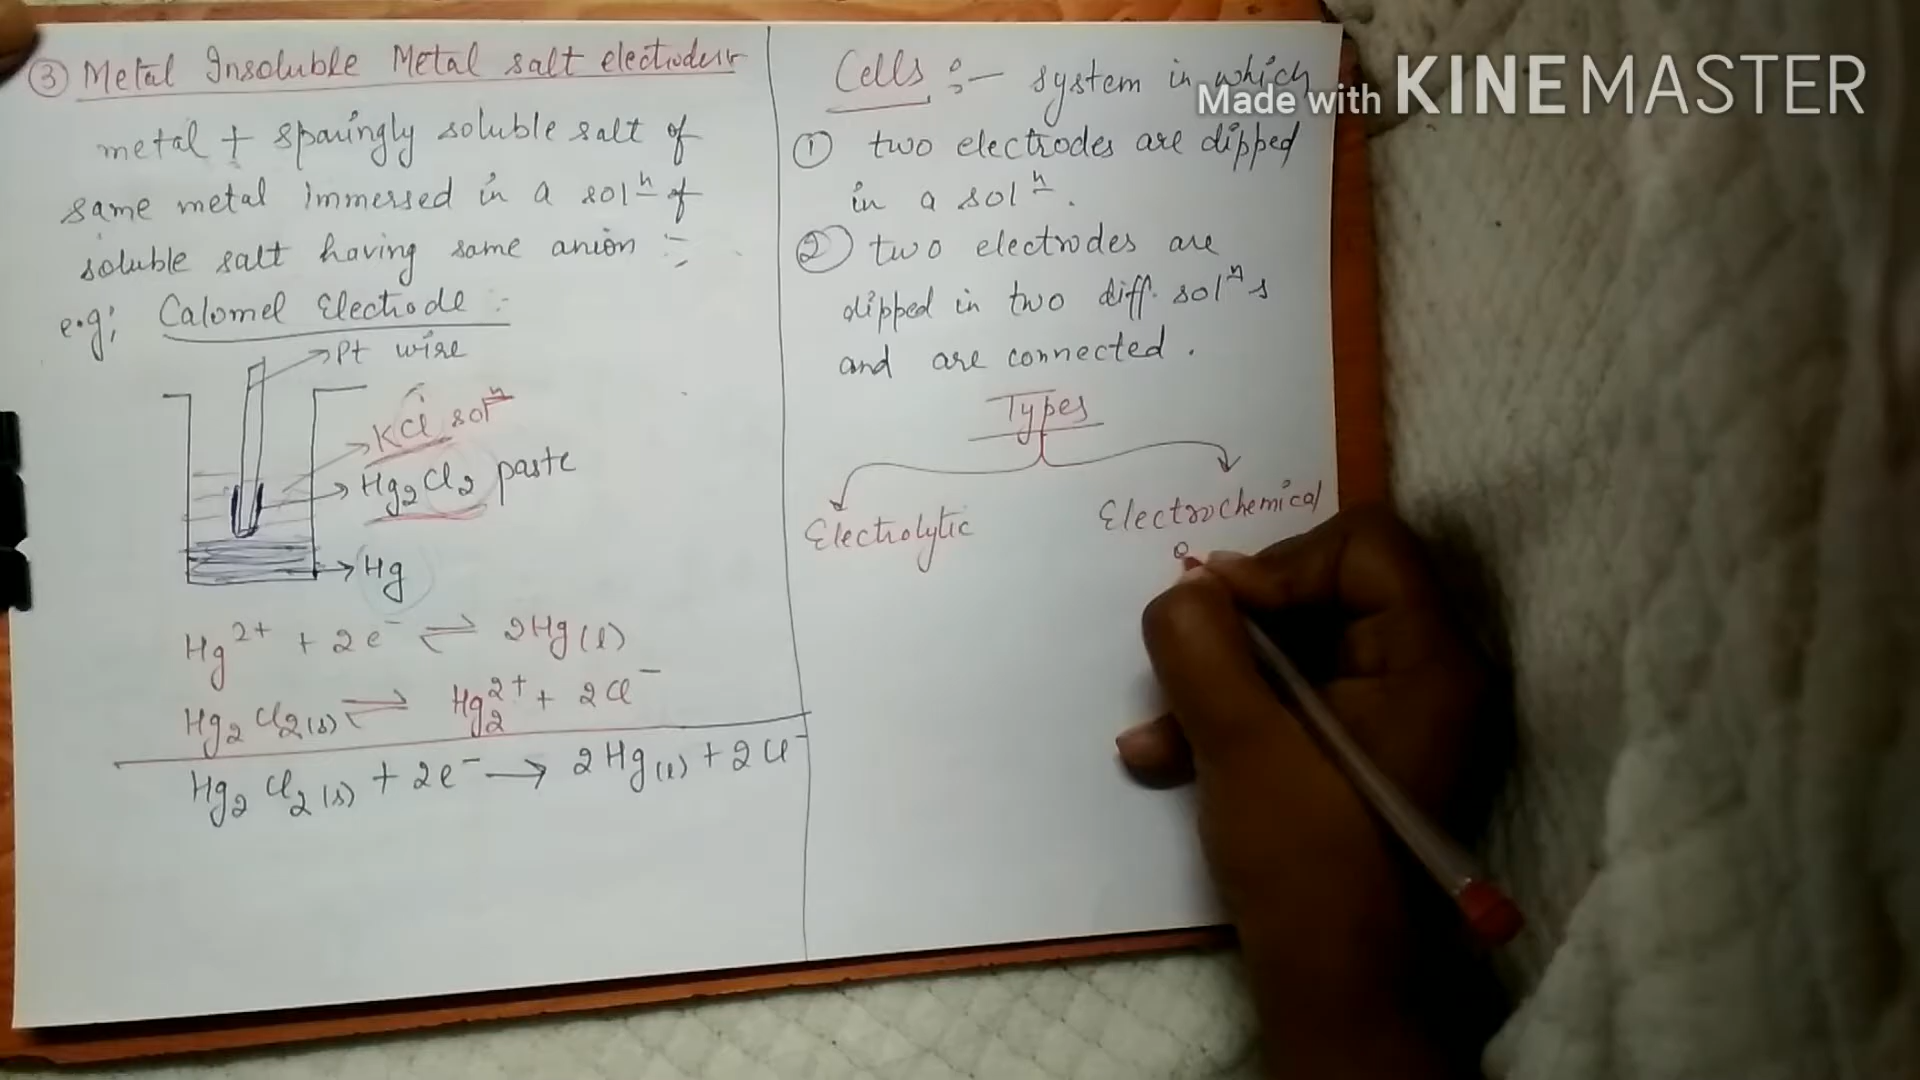 ③ Metal Insoluble Metal salt electrode:-
metal + sparingly soluble salt of
same metal immersed in a solⁿ of
soluble salt having same anion :-
e.g; Calomel Electrode :-
Pt wire
KCl solⁿ
Hg₂Cl₂ paste
Hg
Hg²⁺ + 2e⁻ ⇌ 2Hg(l)
Hg₂Cl₂(s) ⇌ Hg₂²⁺ + 2Cl⁻
Hg₂Cl₂(s) + 2e⁻ → 2Hg(l) + 2Cl⁻
Cells :- system in which
① two electrodes are dipped
in a solⁿ.
② two electrodes are
dipped in two diff. solⁿs
and are connected.
Types
Electrolytic
Electrochemical
Made with KINEMASTER